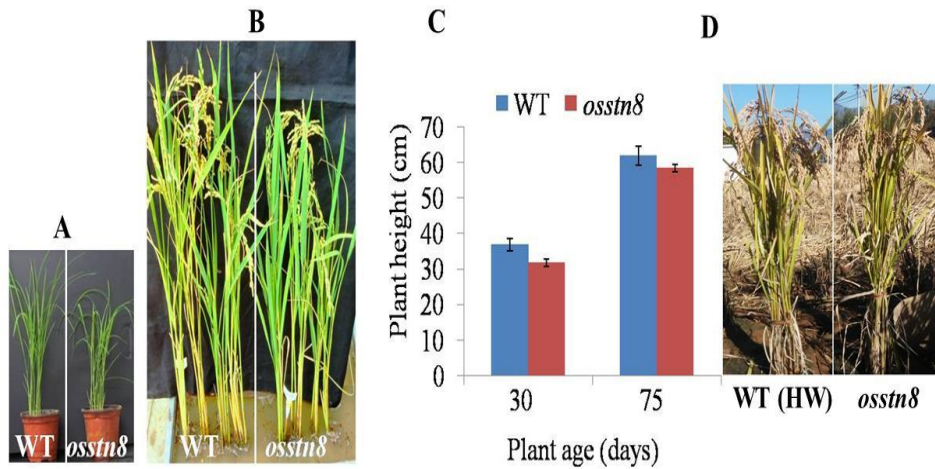 A
WT
osstn8
B
WT
osstn8
C
WT
osstn8
Plant height (cm)
70
60
50
40
30
20
10
0
30
75
Plant age (days)
D
WT (HW)
osstn8